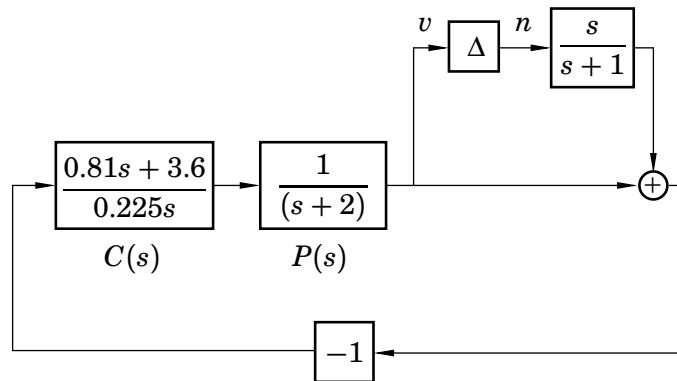 v Δ n s
s + 1
0.81s + 3.6
0.225s
1
(s + 2)
+
C(s) P(s)
−1